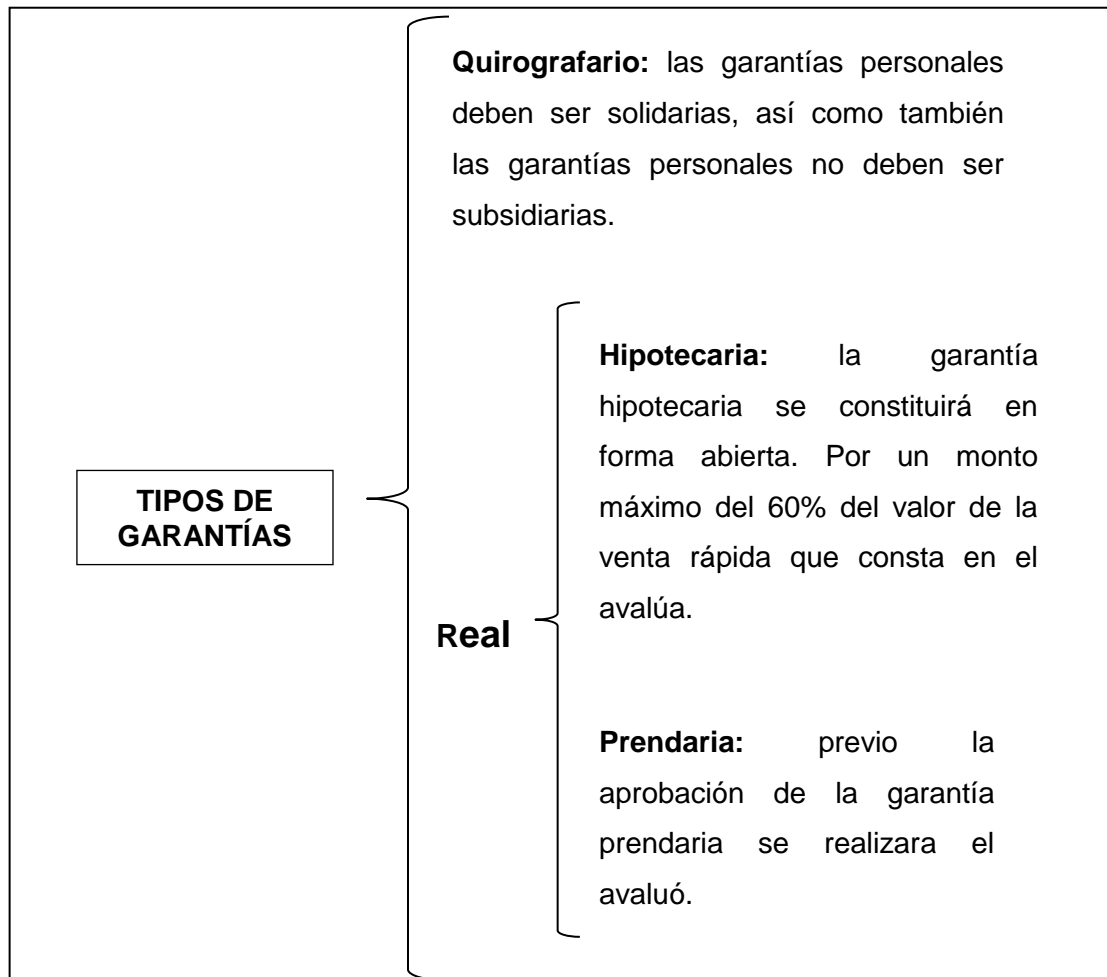 Quirografario: las garantías personales
deben ser solidarias, así como también
las garantías personales no deben ser
subsidiarias.
Hipotecaria: la garantía
hipotecaria se constituirá en
forma abierta. Por un monto
máximo del 60% del valor de la
venta rápida que consta en el
avalúa.
TIPOS DE
GARANTÍAS
Real
Prendaria: previo la
aprobación de la garantía
prendaria se realizara el
avaluó.